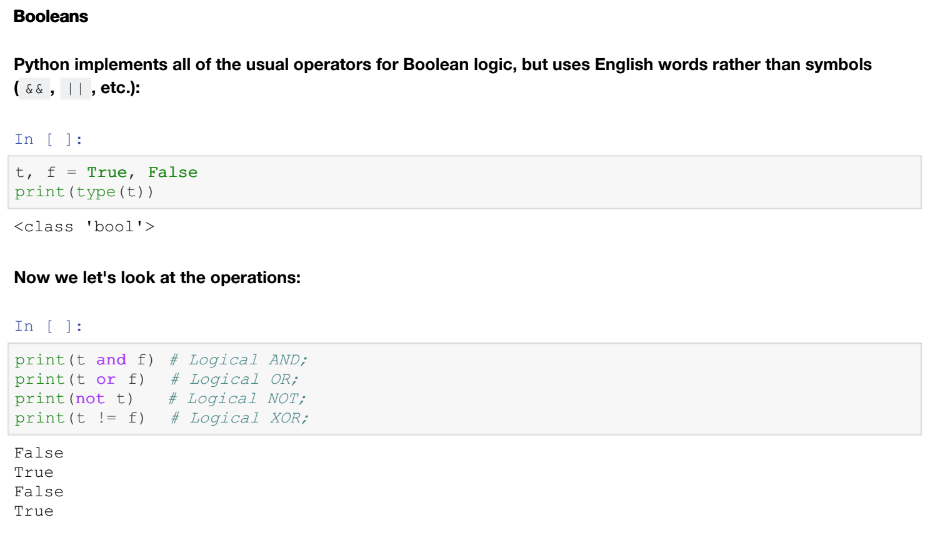 Booleans
Python implements all of the usual operators for Boolean logic, but uses English words rather than symbols
( && , || , etc.):
In [ ]:
t, f = True, False
print(type(t))
<class 'bool'>
Now we let's look at the operations:
In [ ]:
print(t and f) # Logical AND;
print(t or f)  # Logical OR;
print(not t)   # Logical NOT;
print(t != f)  # Logical XOR;
False
True
False
True